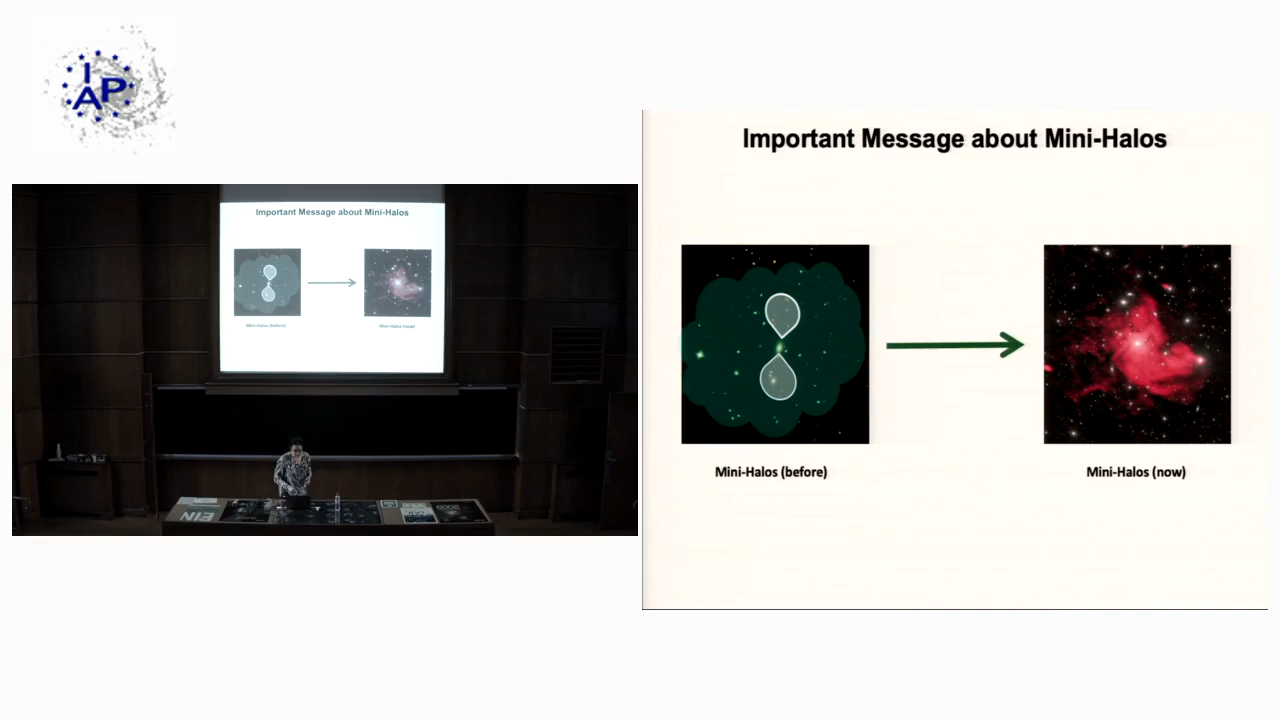 IAP
Important Message about Mini-Halos
Mini-Halos (before)
Mini-Halos (now)
Important Message about Mini-Halos
Mini-Halos (before)
Mini-Halos (now)
EIN